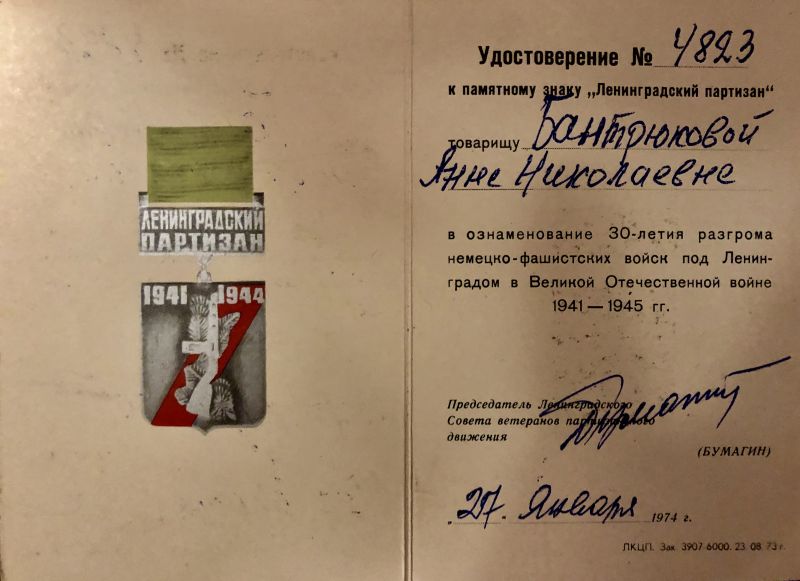 ЛЕНИНГРАДСКИЙ
ПАРТИЗАН
1941 1944
Удостоверение № 4823
к памятному знаку „Ленинградский партизан"
товарищу Бантрюковой
Анне Николаевне
в ознаменование 30-летия разгрома
немецко-фашистских войск под Ленин-
градом в Великой Отечественной войне
1941—1945 гг.
Председатель Ленинградского
Совета ветеранов партизанского
движения
(БУМАГИН)
„27" Января 1974 г.
ЛКЦП. Зак. 3907 6000. 23 08 73 г.